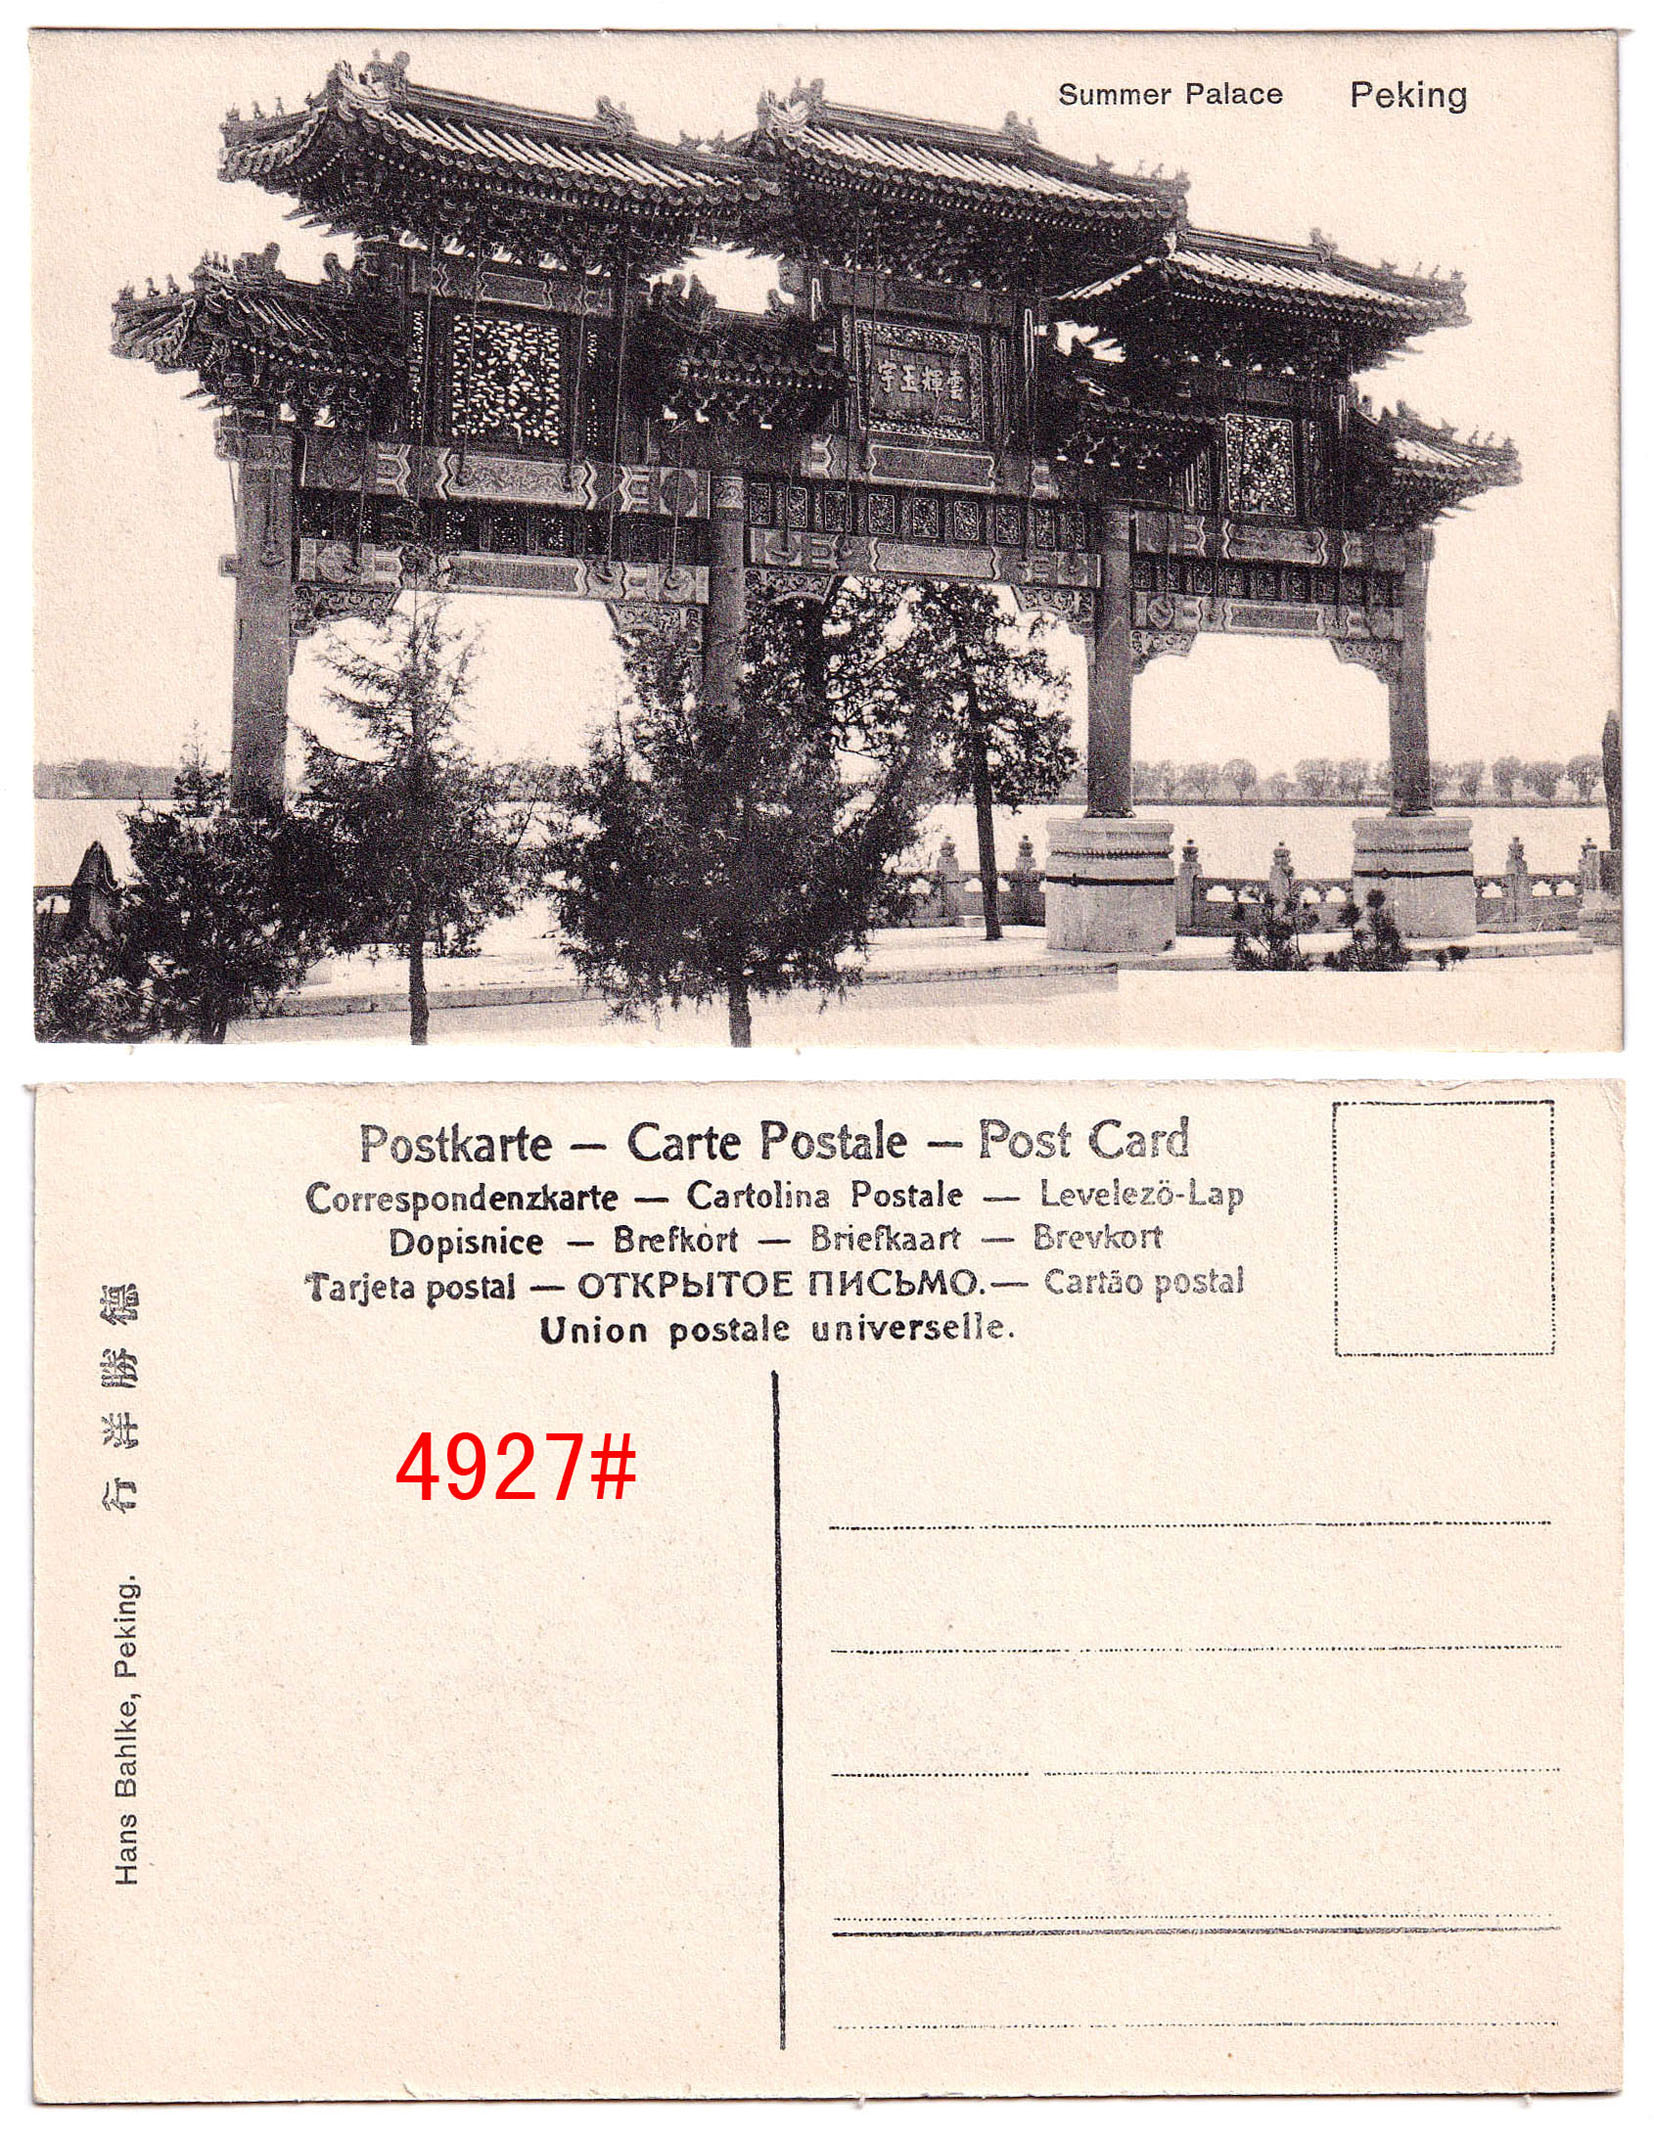 Summer Palace Peking
雲輝玉宇
Postkarte — Carte Postale — Post Card
Correspondenzkarte — Cartolina Postale — Levelezö-Lap
Dopisnice — Brefkort — Briefkaart — Brevkort
Tarjeta postal — ОТКРЫТОЕ ПИСЬМО. — Cartão postal
Union postale universelle.
德勝洋行
Hans Bahlke, Peking.
4927#